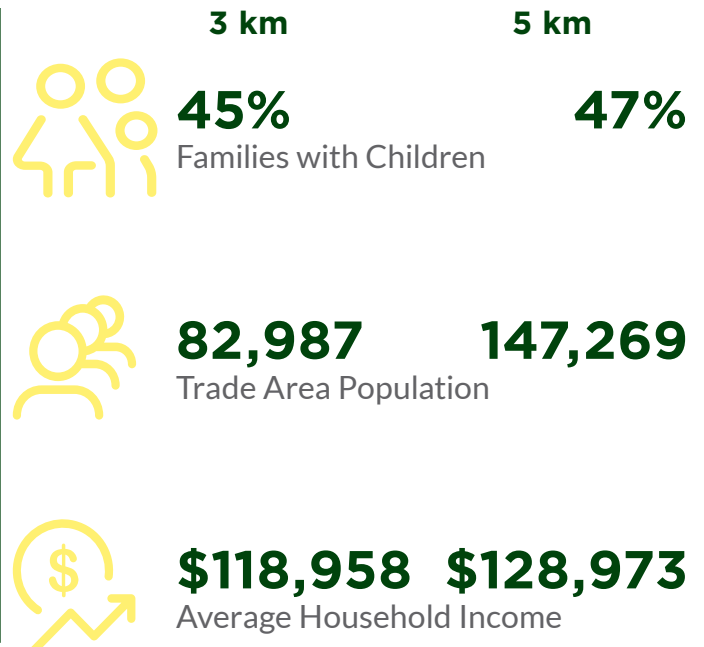 3 km 5 km
45% 47%
Families with Children
82,987 147,269
Trade Area Population
$
$118,958 $128,973
Average Household Income